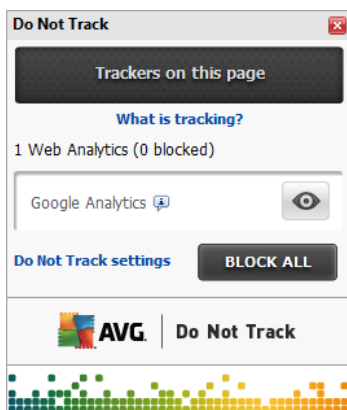 Do Not Track
Trackers on this page
What is tracking?
1 Web Analytics (0 blocked)
Google Analytics
Do Not Track settings
BLOCK ALL
AVG. Do Not Track